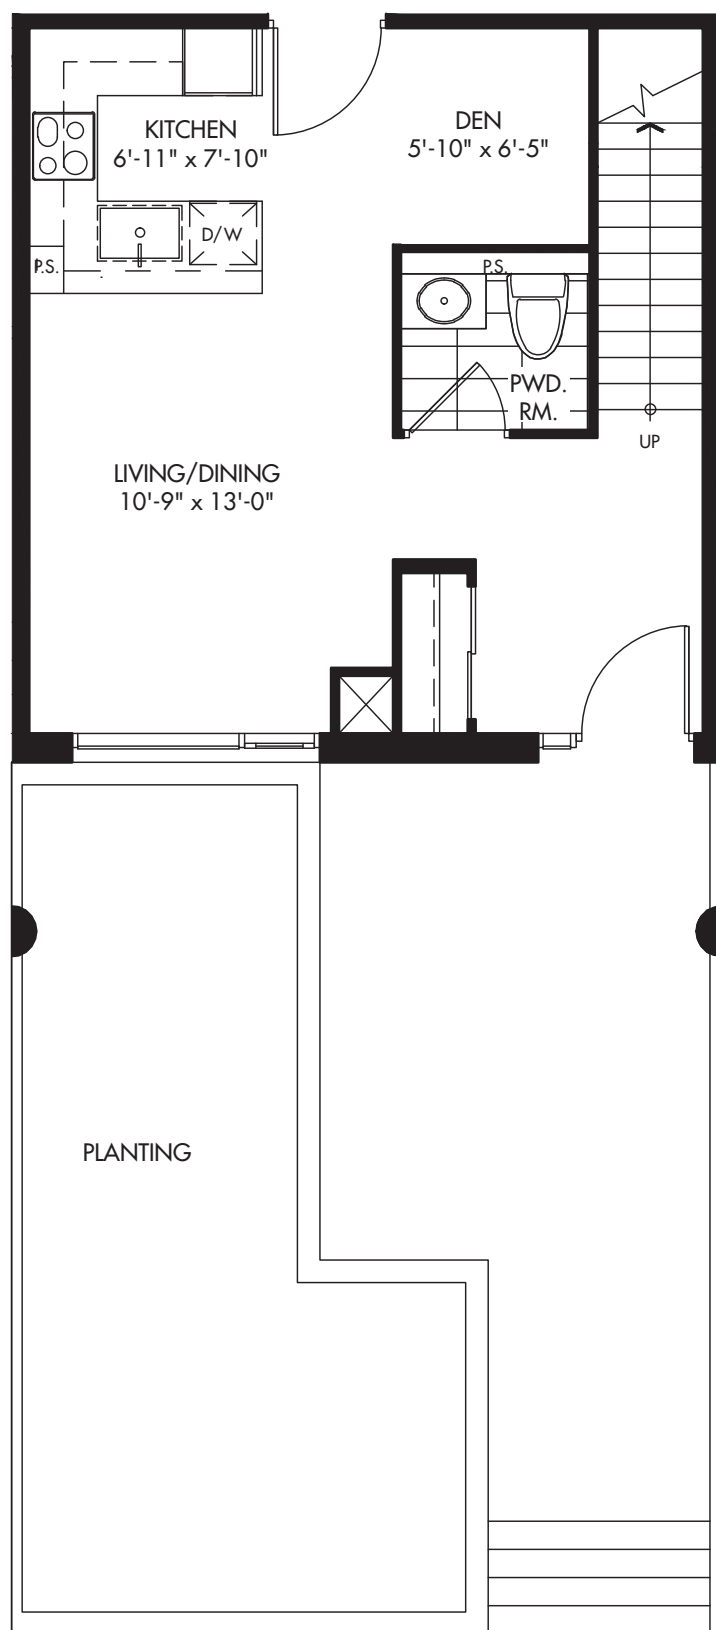 KITCHEN
6'-11" x 7'-10"
DEN
5'-10" x 6'-5"
D/W
P.S.
P.S.
PWD.
RM.
UP
LIVING/DINING
10'-9" x 13'-0"
PLANTING